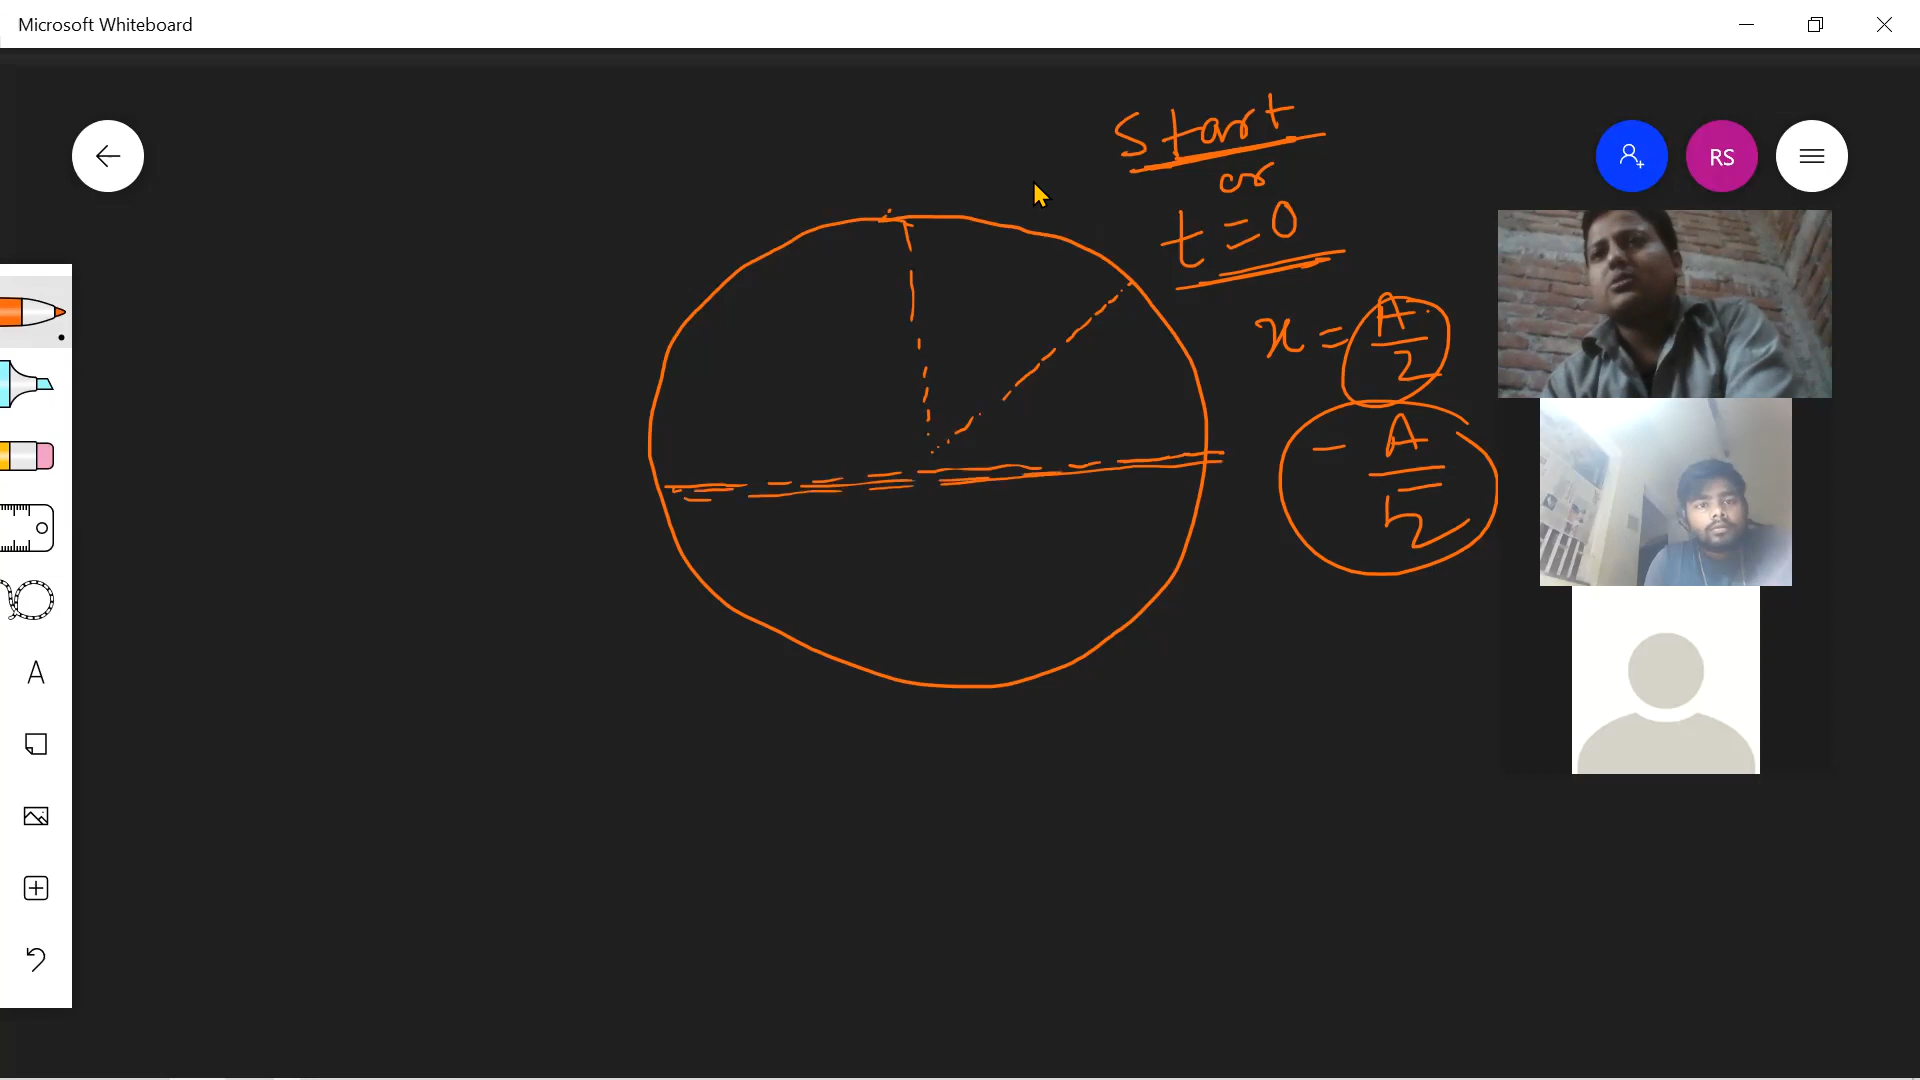 Microsoft Whiteboard
Start
or
t=0
RS
x = A/2
- A/√2
A